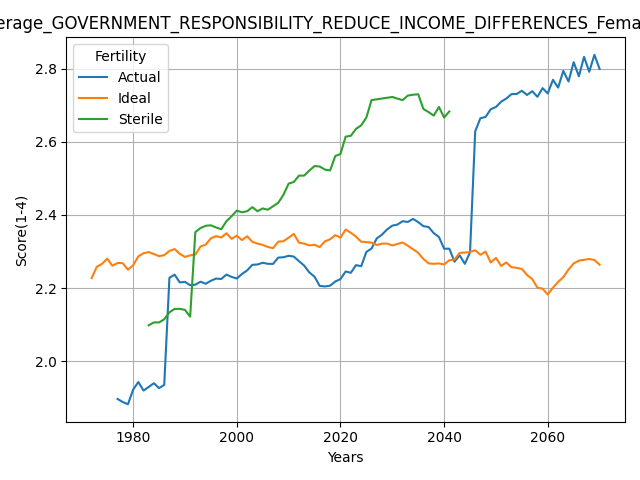 erage_GOVERNMENT_RESPONSIBILITY_REDUCE_INCOME_DIFFERENCES_Fema
Fertility
Actual
Ideal
Sterile
Score(1-4)
2.8
2.6
2.4
2.2
2.0
1980 2000 2020 2040 2060
Years